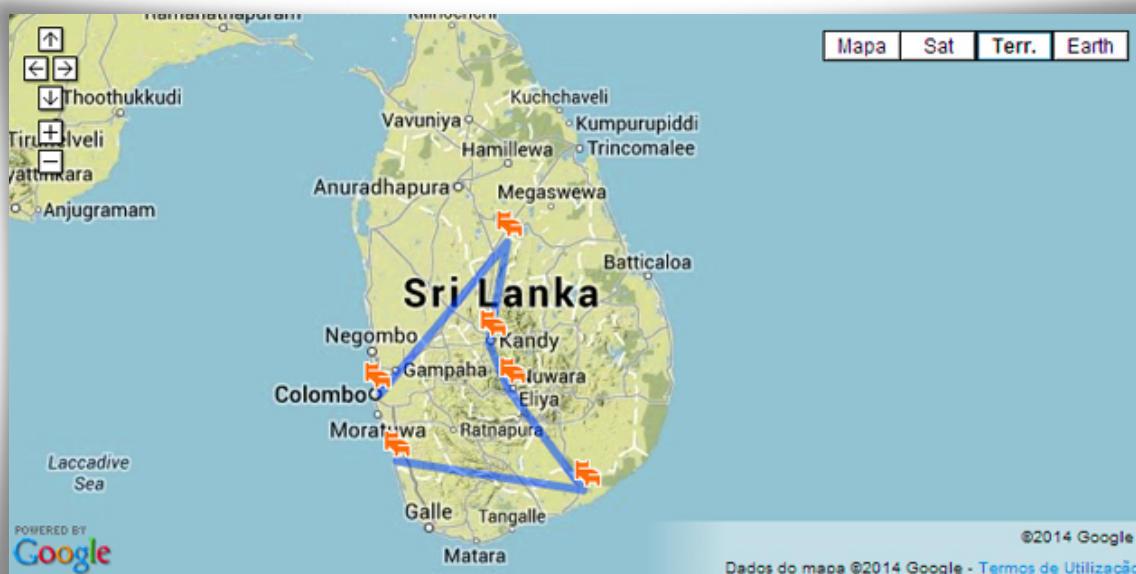 Ramanathapuram
Kilinochchi
Mapa
Sat
Terr.
Earth
Thoothukkudi
Kuchchaveli
Vavuniya
Kumpurupiddi
Hamillewa
Trincomalee
Anuradhapura
Megaswewa
Anjugramam
Batticaloa
Sri Lanka
Negombo
Kandy
Gampaha
Nuwara
Eliya
Colombo
Moratuwa
Ratnapura
Laccadive
Sea
Galle
Tangalle
Matara
POWERED BY
Google
©2014 Google
Dados do mapa ©2014 Google - Termos de Utilização